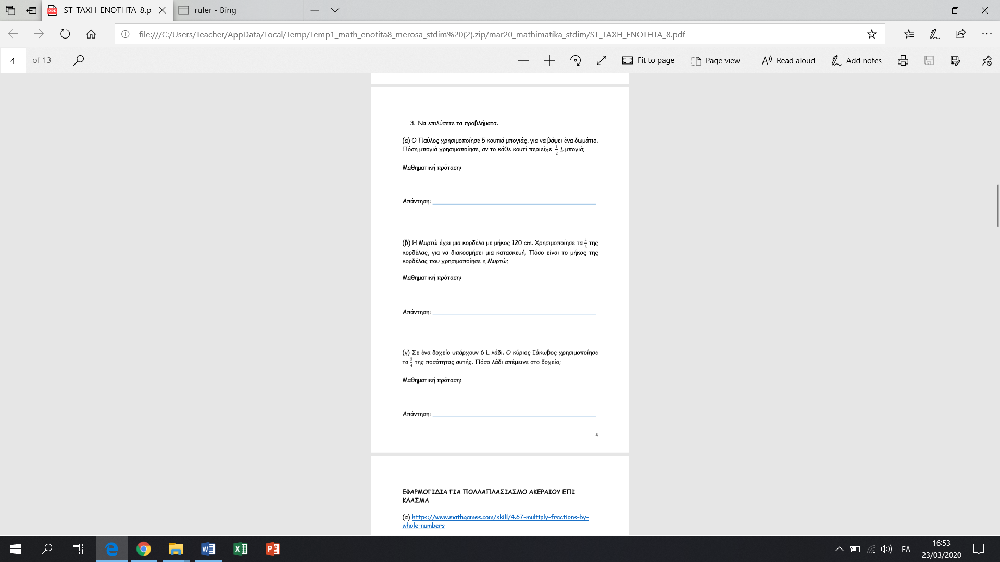 ST_TAXH_ENOTHTA_8.p
ruler - Bing
file:///C:/Users/Teacher/AppData/Local/Temp/Temp1_math_enotita8_merosa_stdim%20(2).zip/mar20_mathimatika_stdim/ST_TAXH_ENOTHTA_8.pdf
4 of 13
Fit to page
Page view
Read aloud
Add notes
3. Να επιλύσετε τα προβλήματα.
(α) Ο Παύλος χρησιμοποίησε 5 κουτιά μπογιάς, για να βάψει ένα δωμάτιο.
Πόση μπογιά χρησιμοποίησε, αν το κάθε κουτί περιείχε 1/2 L μπογιά;
Μαθηματική πρόταση:
Απάντηση:
(β) Η Μυρτώ έχει μια κορδέλα με μήκος 120 cm. Χρησιμοποίησε τα 2/5 της
κορδέλας, για να διακοσμήσει μια κατασκευή. Πόσο είναι το μήκος της
κορδέλας που χρησιμοποίησε η Μυρτώ;
Μαθηματική πρόταση:
Απάντηση:
(γ) Σε ένα δοχείο υπάρχουν 6 L λάδι. Ο κύριος Ιάκωβος χρησιμοποίησε
τα 3/4 της ποσότητας αυτής. Πόσο λάδι απέμεινε στο δοχείο;
Μαθηματική πρόταση:
Απάντηση:
4
ΕΦΑΡΜΟΓΙΔΙΑ ΓΙΑ ΠΟΛΛΑΠΛΑΣΙΑΣΜΟ ΑΚΕΡΑΙΟΥ ΕΠΙ
ΚΛΑΣΜΑ
(α) https://www.mathgames.com/skill/4.67-multiply-fractions-by-
whole-numbers
ΕΛ
16:53
23/03/2020